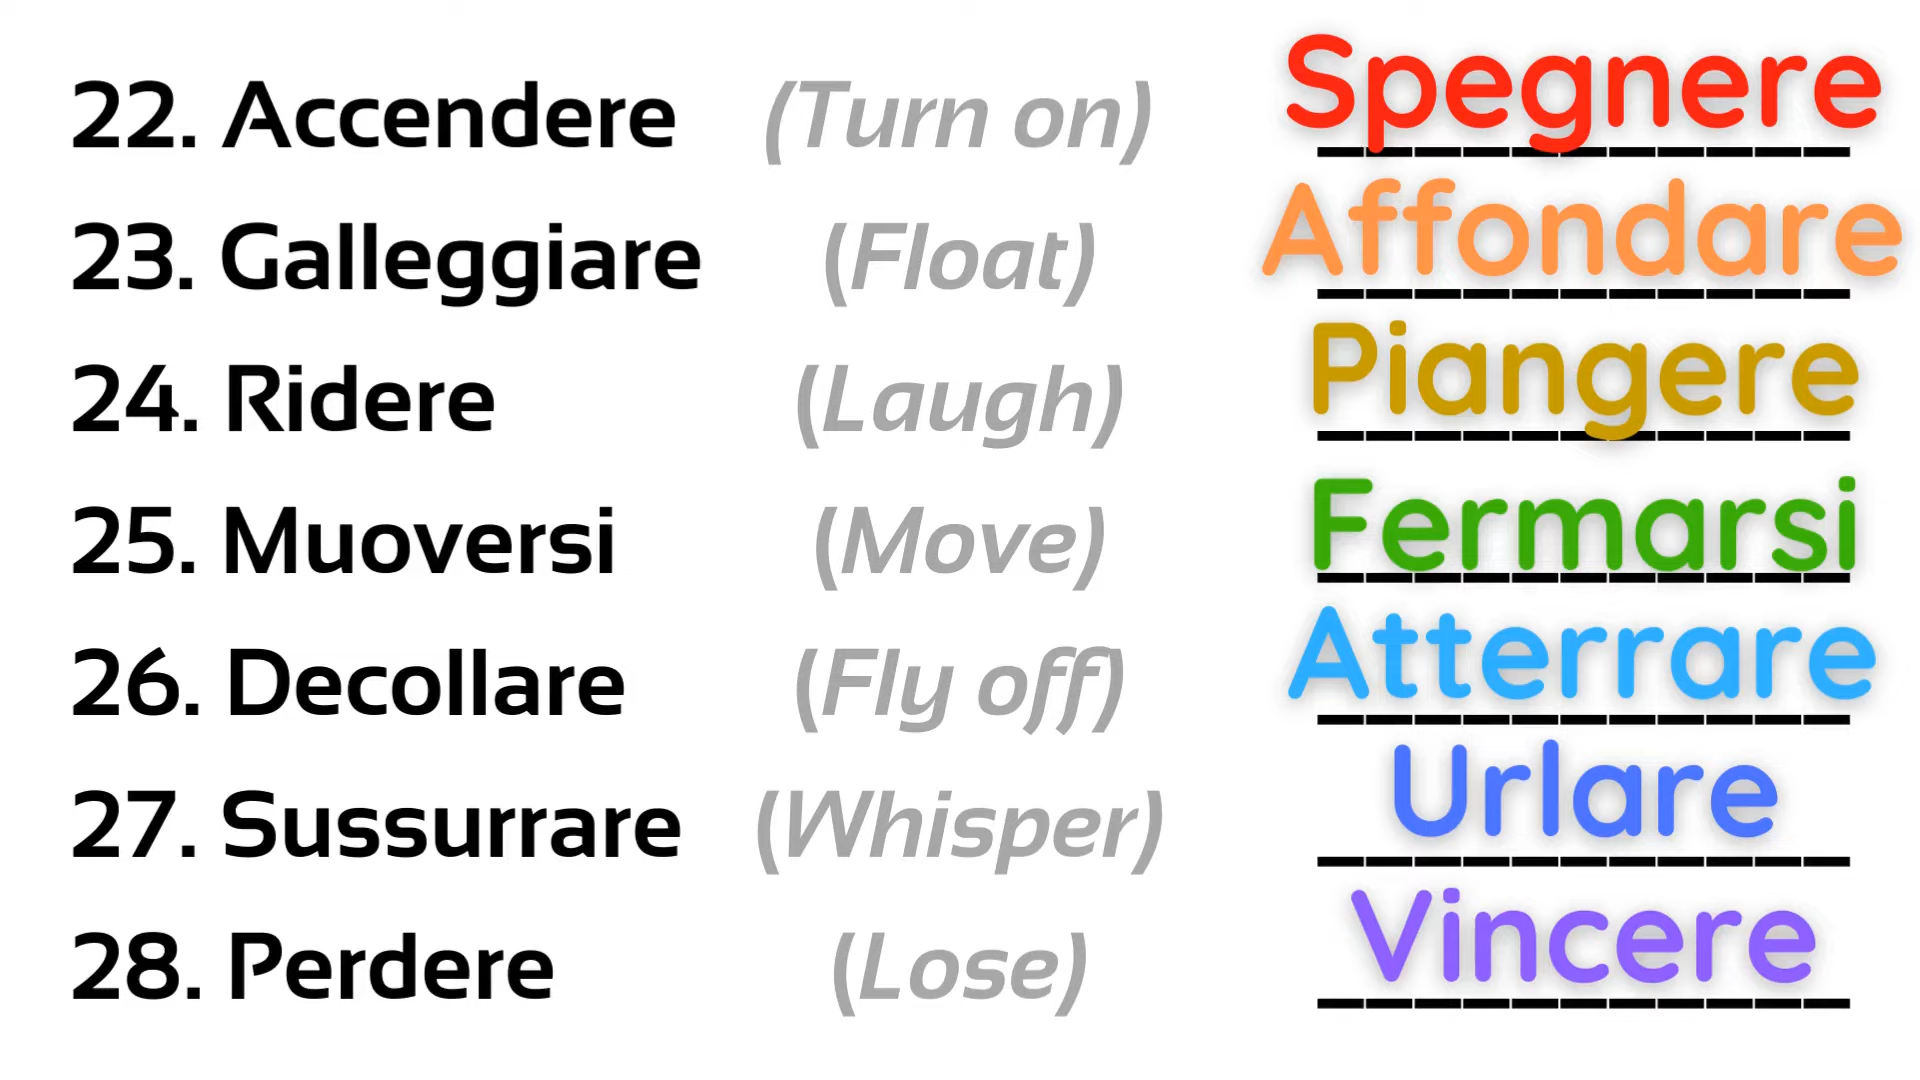 22. Accendere (Turn on) Spegnere
23. Galleggiare (Float) Affondare
24. Ridere (Laugh) Piangere
25. Muoversi (Move) Fermarsi
26. Decollare (Fly off) Atterrare
27. Sussurrare (Whisper) Urlare
28. Perdere (Lose) Vincere